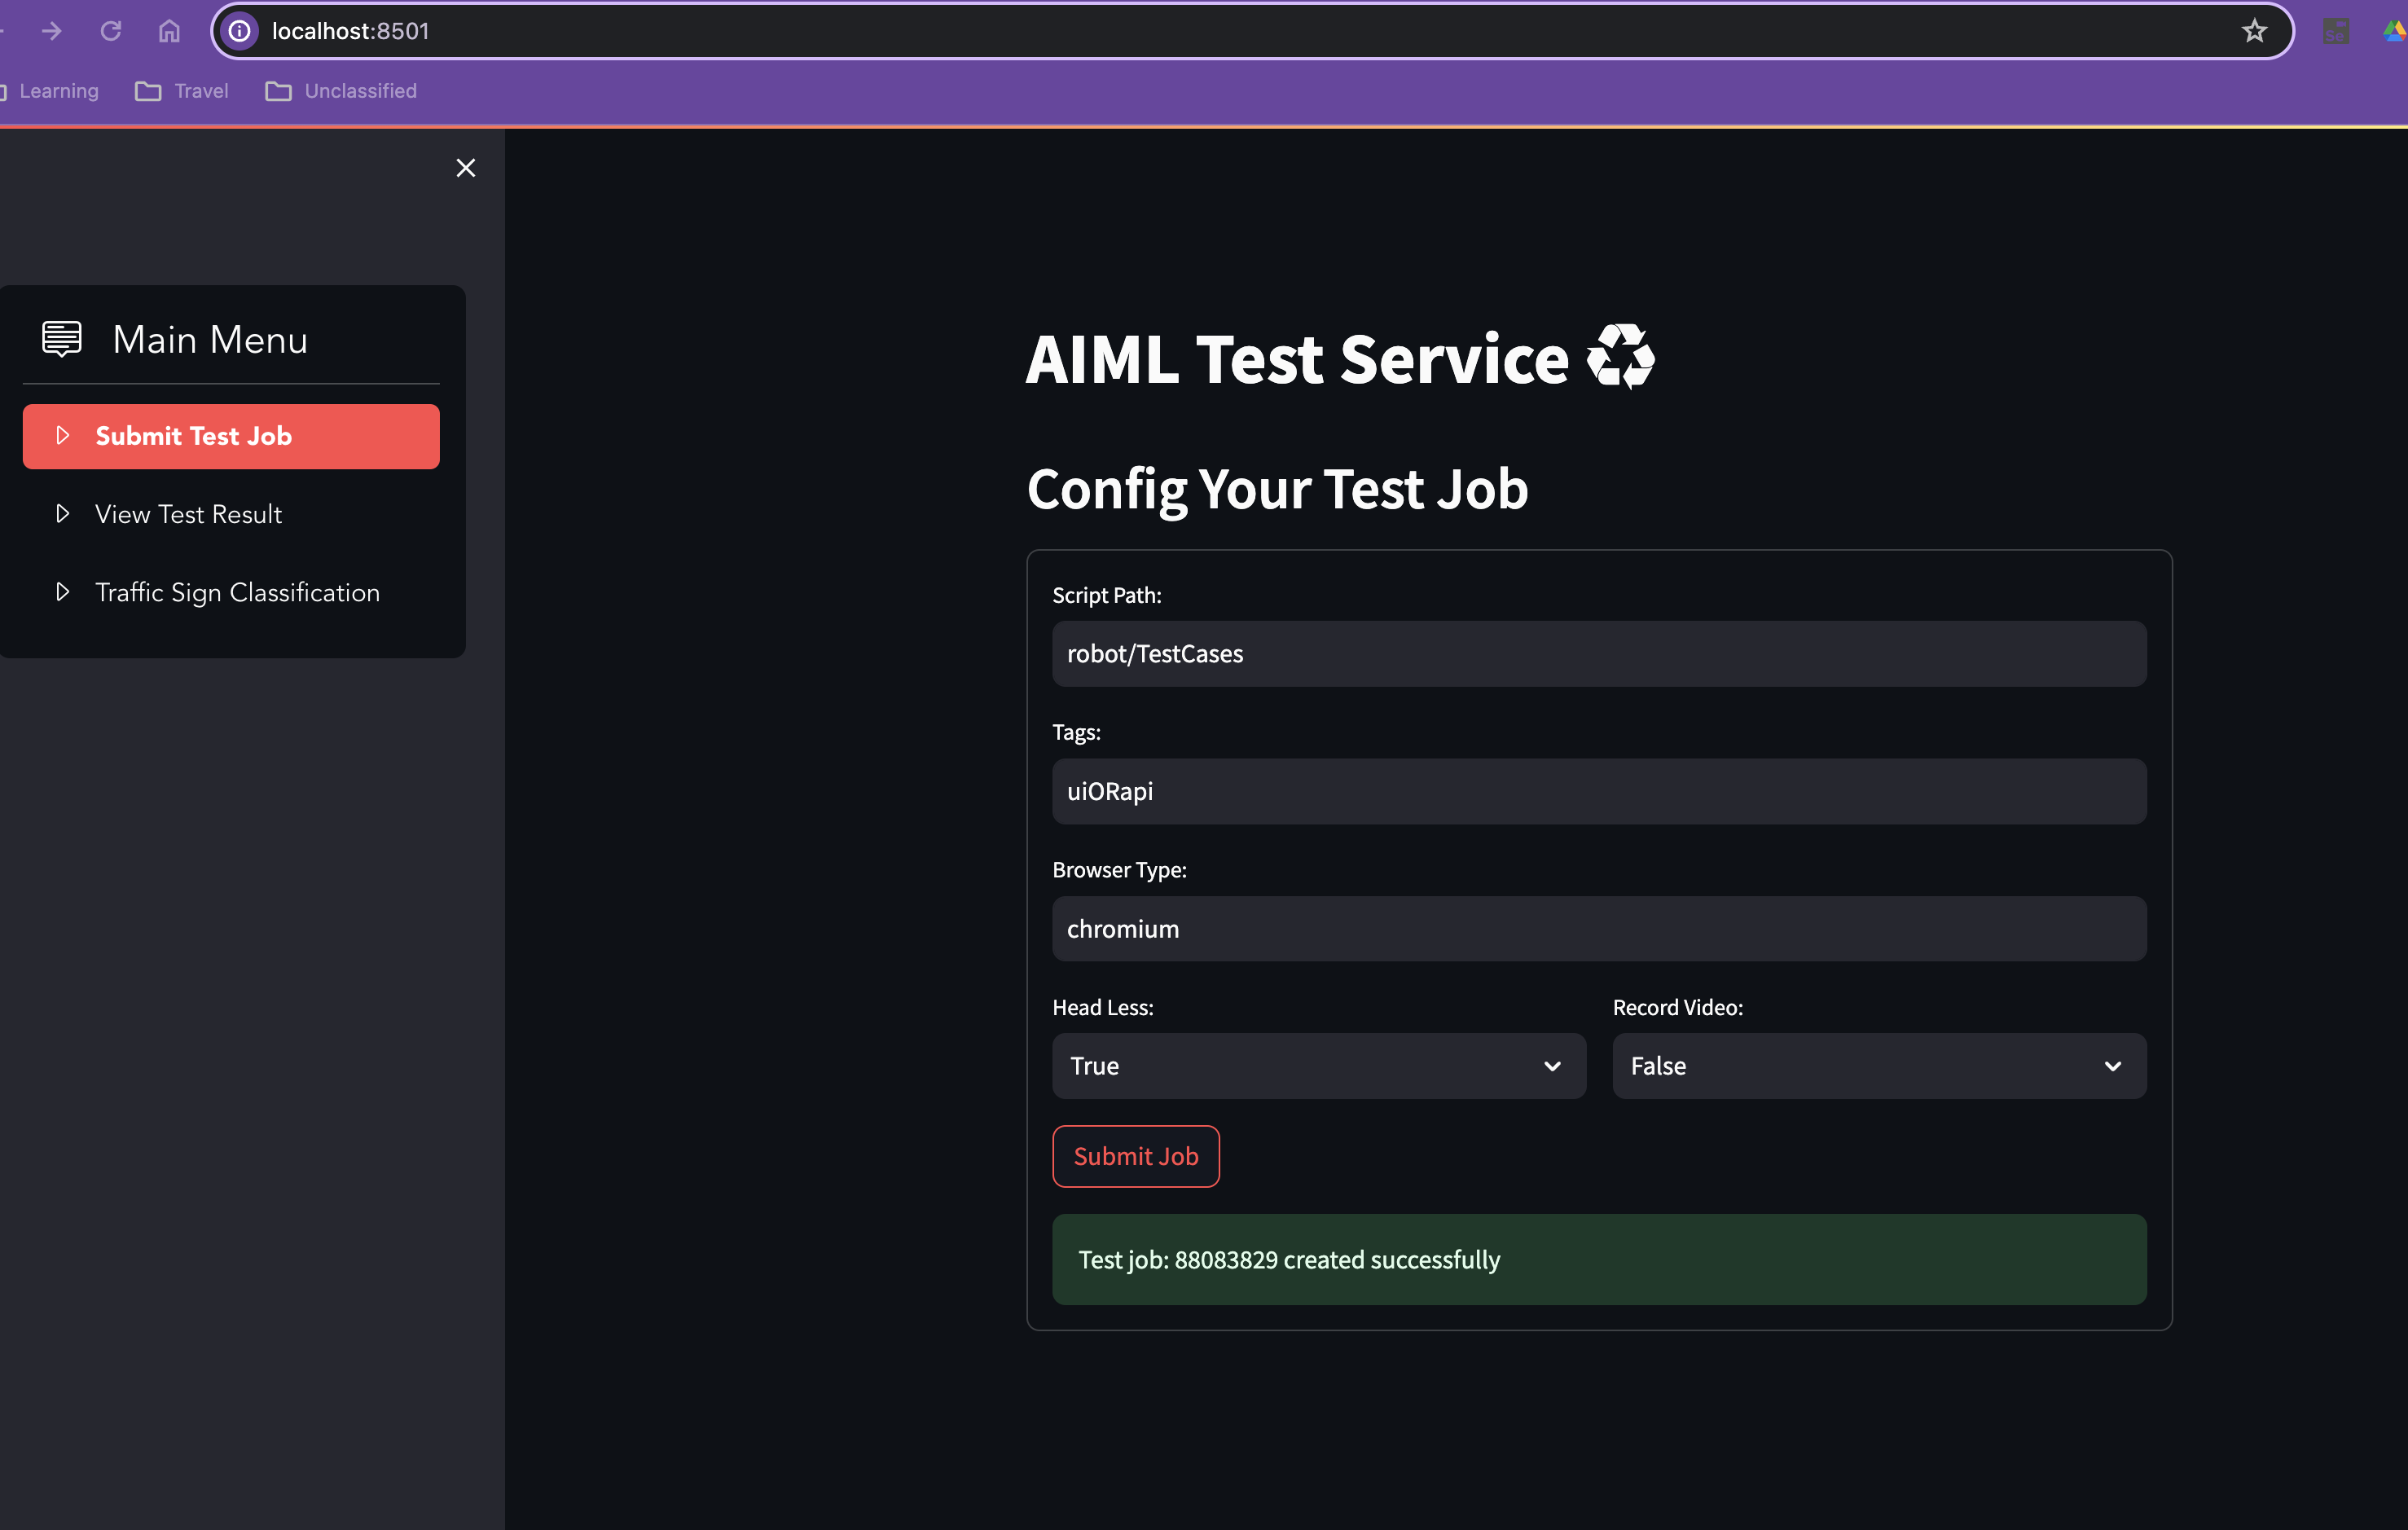 localhost:8501
Learning
Travel
Unclassified
Main Menu
Submit Test Job
View Test Result
Traffic Sign Classification
AIML Test Service
Config Your Test Job
Script Path:
robot/TestCases
Tags:
uiORapi
Browser Type:
chromium
Head Less:
Record Video:
True
False
Submit Job
Test job: 88083829 created successfully
Se